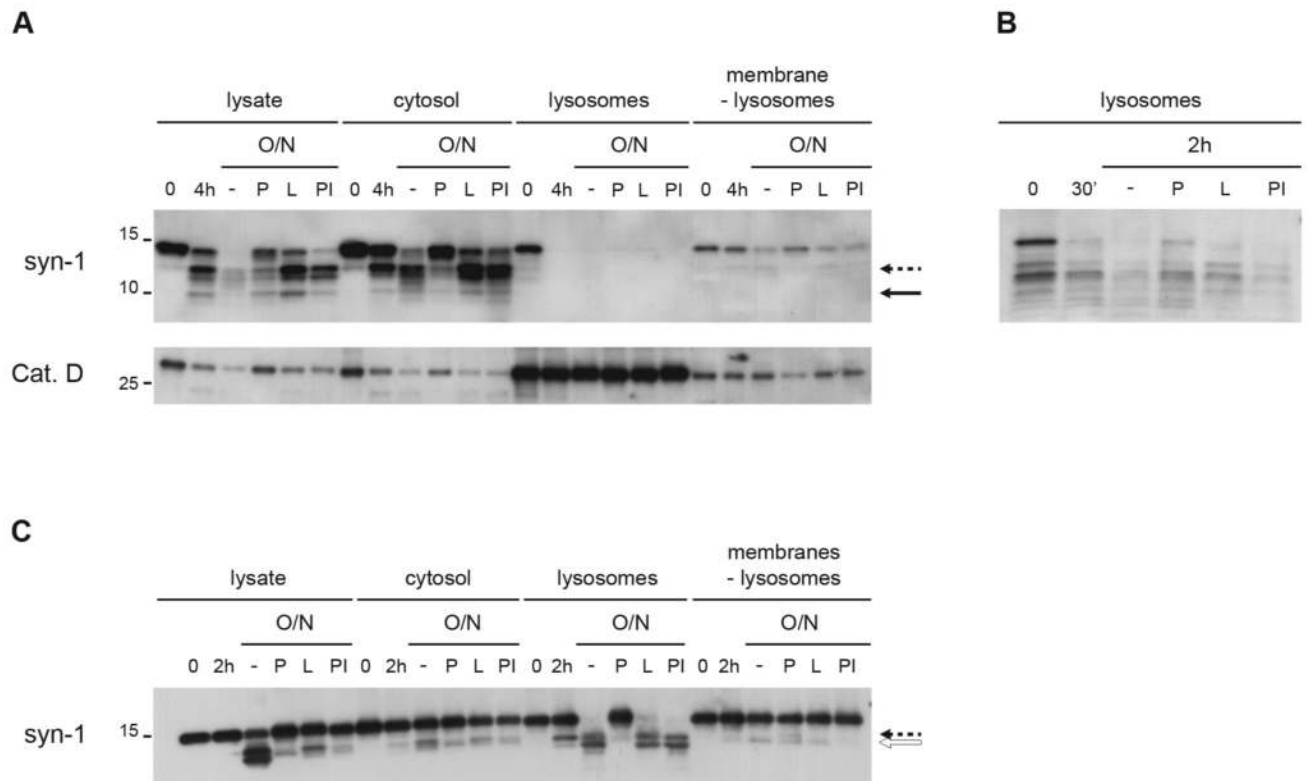 A
B
membrane
lysate cytosol lysosomes - lysosomes
lysosomes
O/N O/N O/N O/N
2h
0 4h - P L PI 0 4h - P L PI 0 4h - P L PI 0 4h - P L PI
0 30' - P L PI
15
syn-1
10
Cat. D
25
C
membranes
lysate cytosol lysosomes - lysosomes
O/N O/N O/N O/N
0 2h - P L PI 0 2h - P L PI 0 2h - P L PI 0 2h - P L PI
syn-1 15